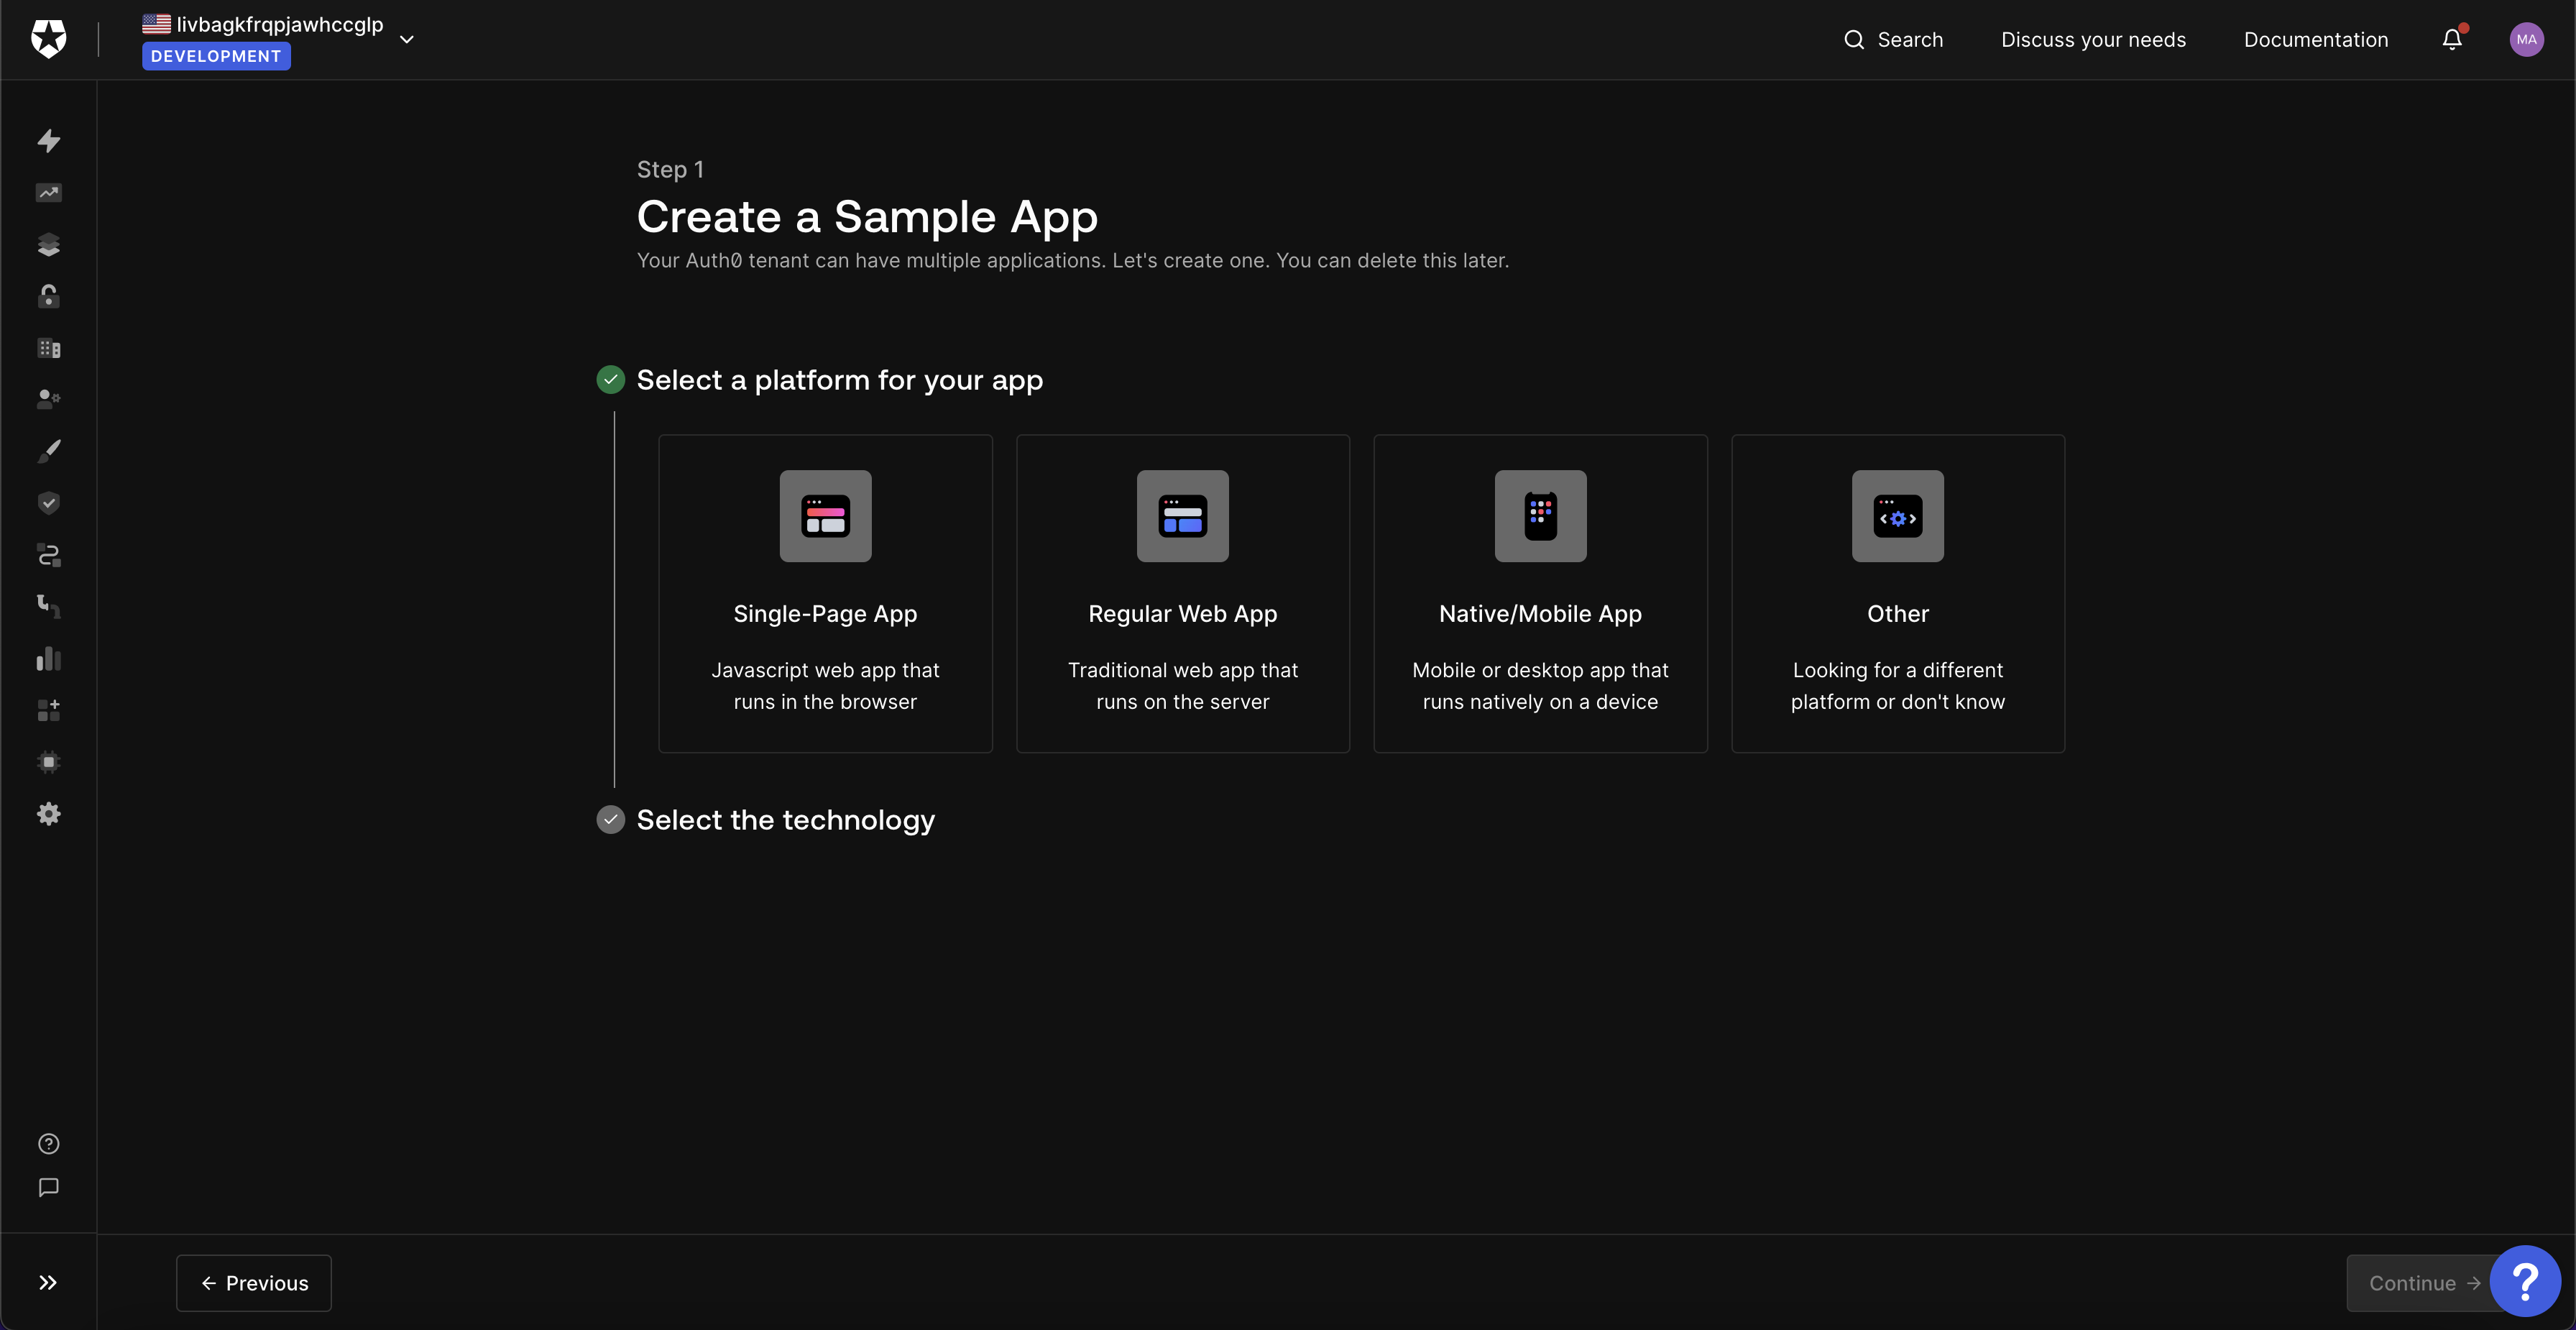 livbagkfrqpjawhccglp
DEVELOPMENT
Search
Discuss your needs
Documentation
MA
Step 1
Create a Sample App
Your Auth0 tenant can have multiple applications. Let's create one. You can delete this later.
Select a platform for your app
Single-Page App
Javascript web app that
runs in the browser
Regular Web App
Traditional web app that
runs on the server
Native/Mobile App
Mobile or desktop app that
runs natively on a device
Other
Looking for a different
platform or don't know
Select the technology
Previous
Continue
?